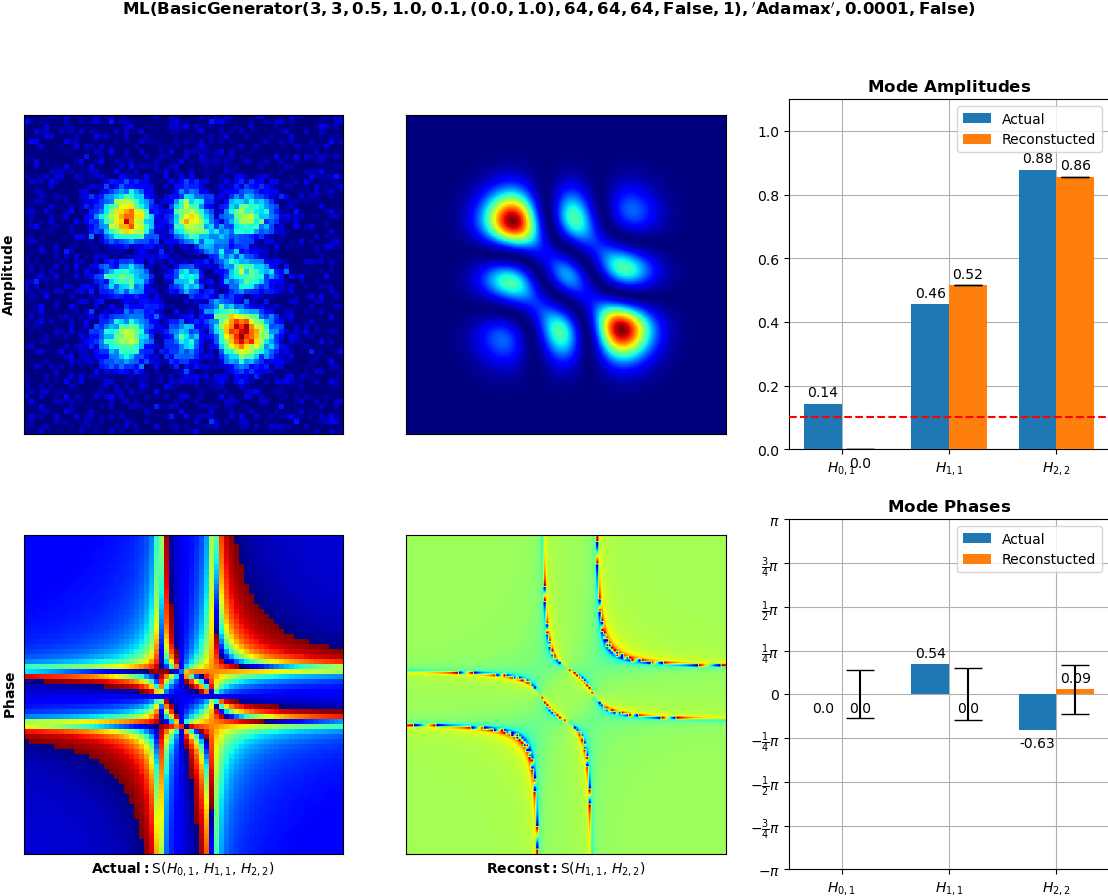 ML(BasicGenerator(3, 3, 0.5, 1.0, 0.1, (0.0, 1.0), 64, 64, 64, False, 1), 'Adamax', 0.0001, False)
Amplitude
Mode Amplitudes
Actual
Reconstucted
1.0
0.8
0.6
0.4
0.2
0.0
0.14
0.0
0.46
0.52
0.88
0.86
H0,1
H1,1
H2,2
Phase
Actual: S(H0,1, H1,1, H2,2)
Reconst: S(H1,1, H2,2)
Mode Phases
Actual
Reconstucted
π
3/4π
1/2π
1/4π
0
−1/4π
−1/2π
−3/4π
−π
0.0
0.0
0.54
0.0
-0.63
0.09
H0,1
H1,1
H2,2